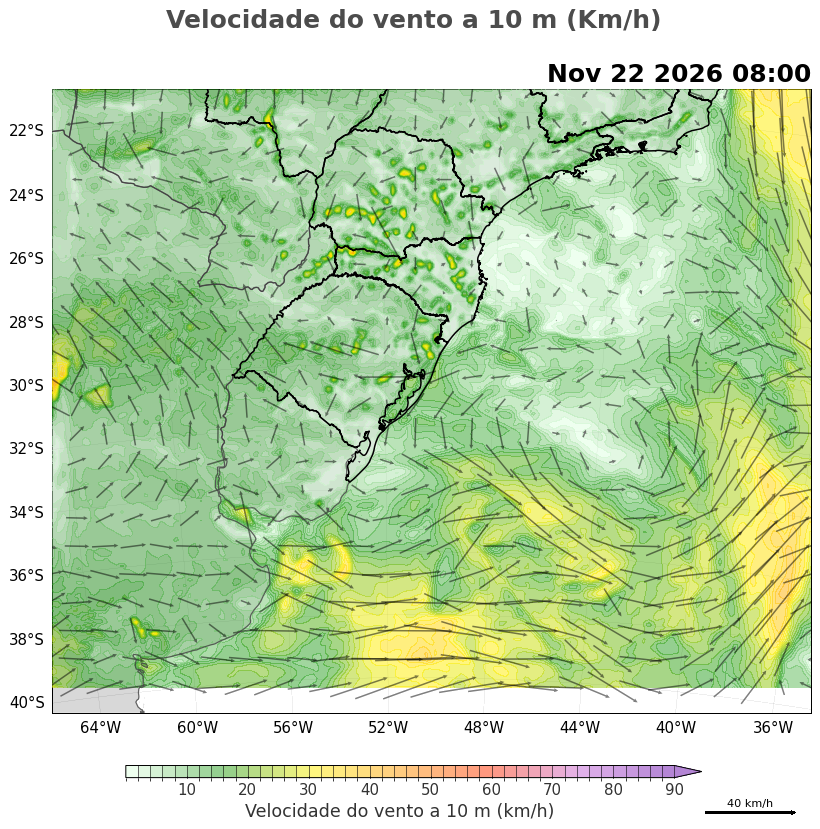 Velocidade do vento a 10 m (Km/h)
Nov 22 2026 08:00
22°S
24°S
26°S
28°S
30°S
32°S
34°S
36°S
38°S
40°S
64°W 60°W 56°W 52°W 48°W 44°W 40°W 36°W
10 20 30 40 50 60 70 80 90
Velocidade do vento a 10 m (km/h)
40 km/h